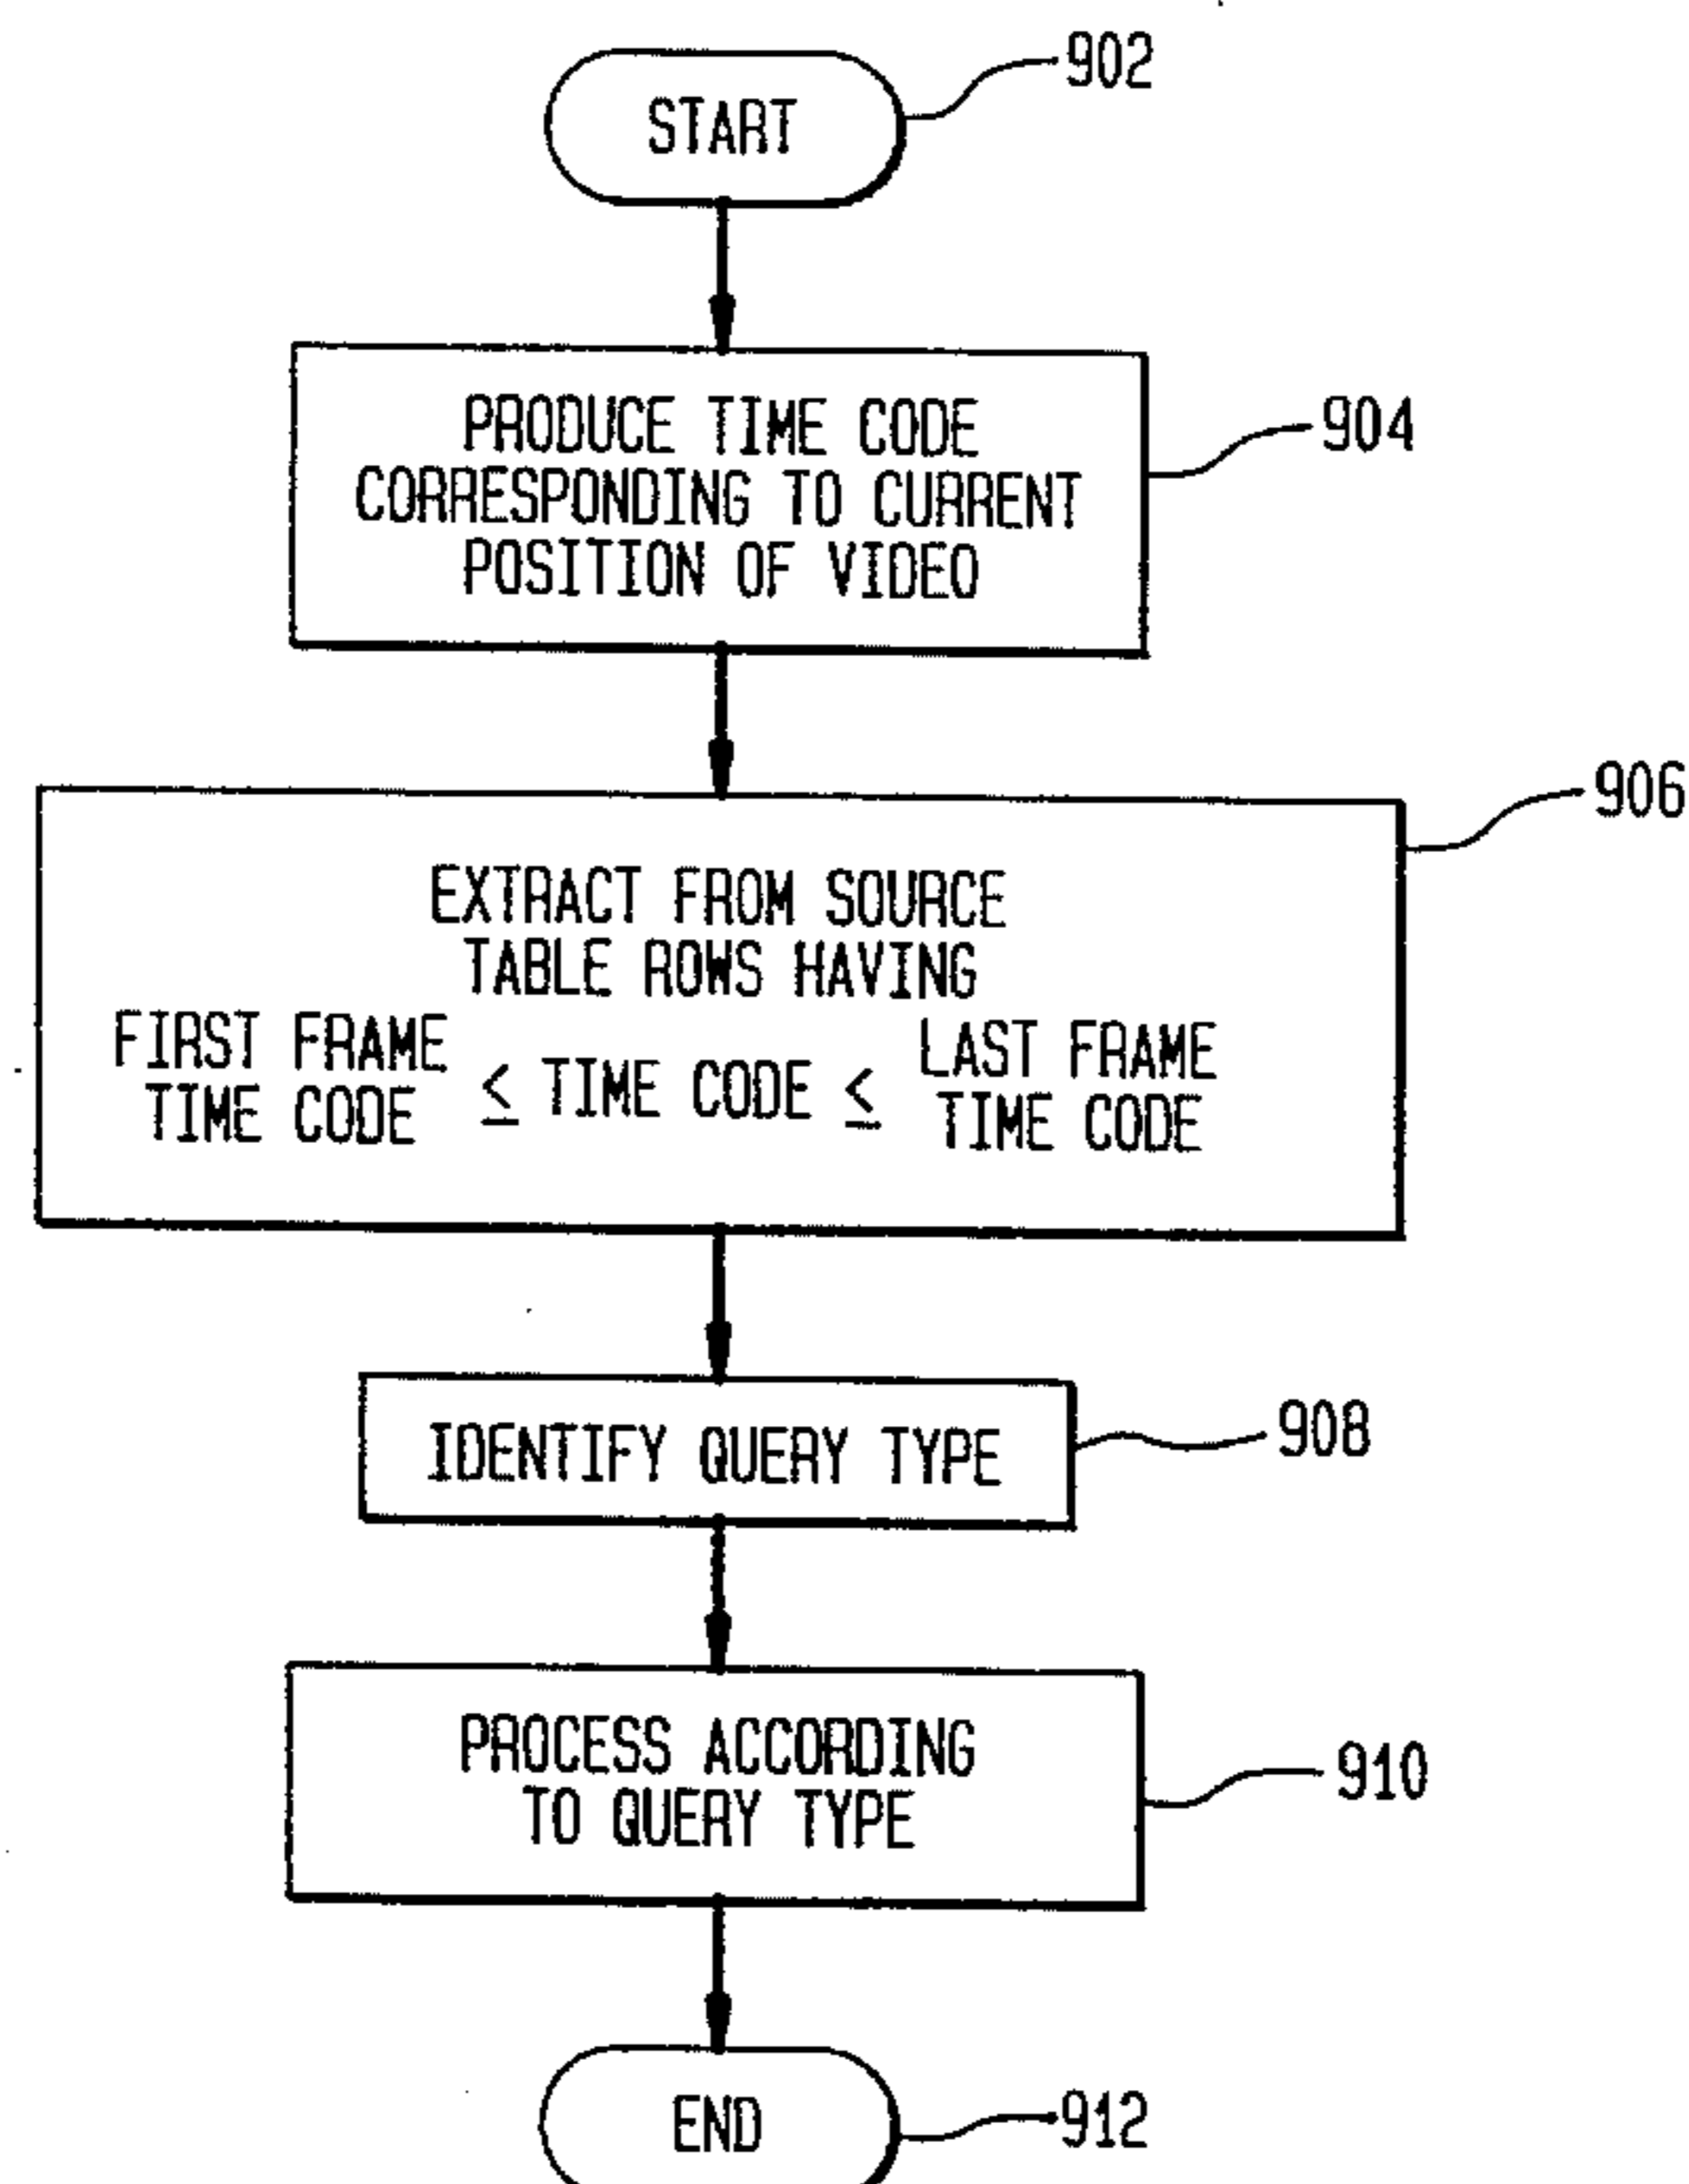 START
902
PRODUCE TIME CODE
CORRESPONDING TO CURRENT
POSITION OF VIDEO
904
EXTRACT FROM SOURCE
TABLE ROWS HAVING
FIRST FRAME
TIME CODE
≤ TIME CODE ≤
LAST FRAME
TIME CODE
906
IDENTIFY QUERY TYPE
908
PROCESS ACCORDING
TO QUERY TYPE
910
END
912